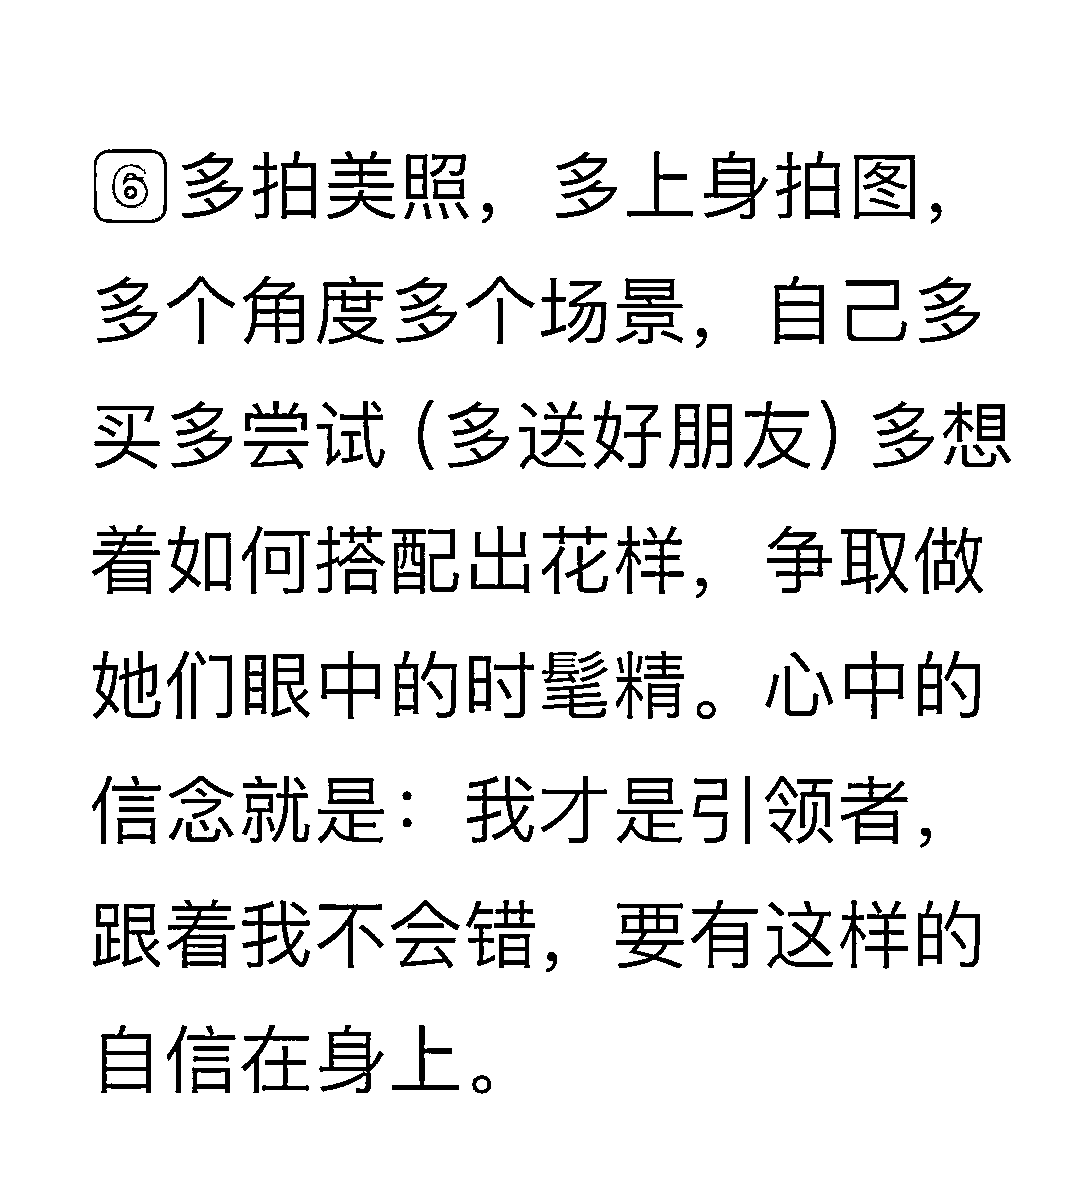 6️⃣多拍美照，多上身拍图，
多个角度多个场景，自己多
买多尝试（多送好朋友）多想
着如何搭配出花样，争取做
她们眼中的时髦精。心中的
信念就是：我才是引领者，
跟着我不会错，要有这样的
自信在身上。